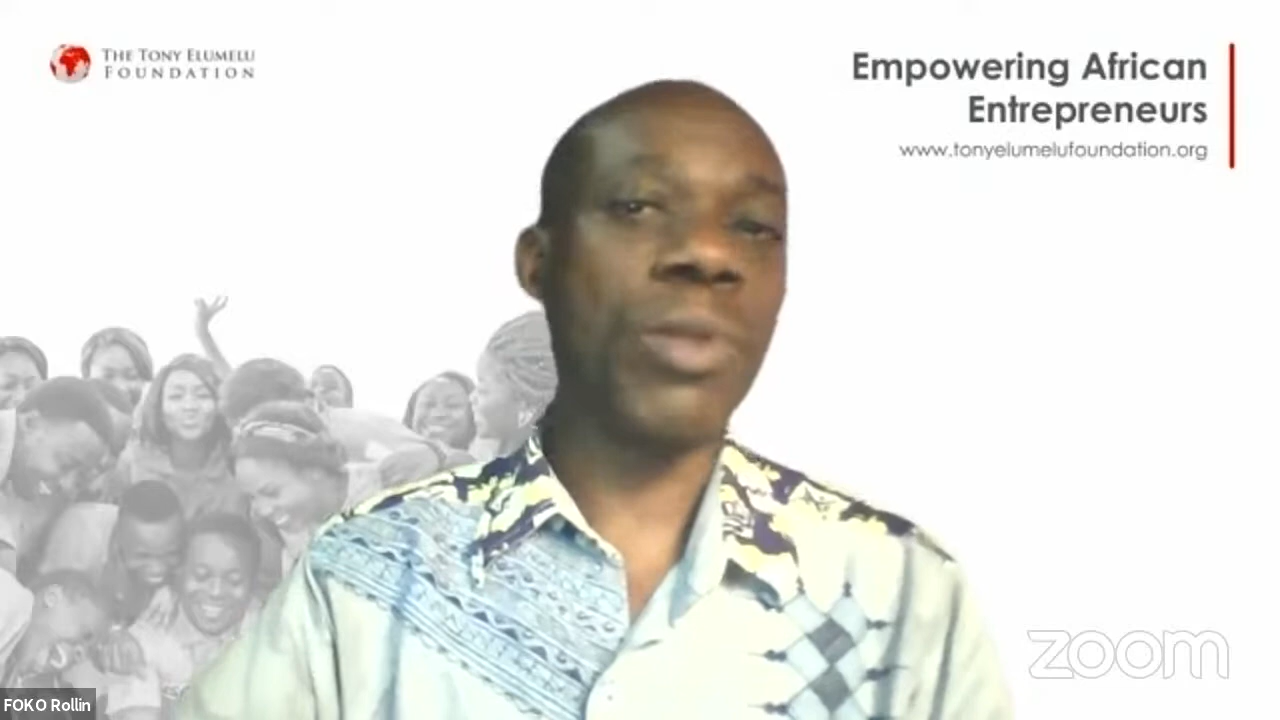 THE TONY ELUMELU
FOUNDATION
Empowering African
Entrepreneurs
www.tonyelumelufoundation.org
zoom
FOKO Rollin